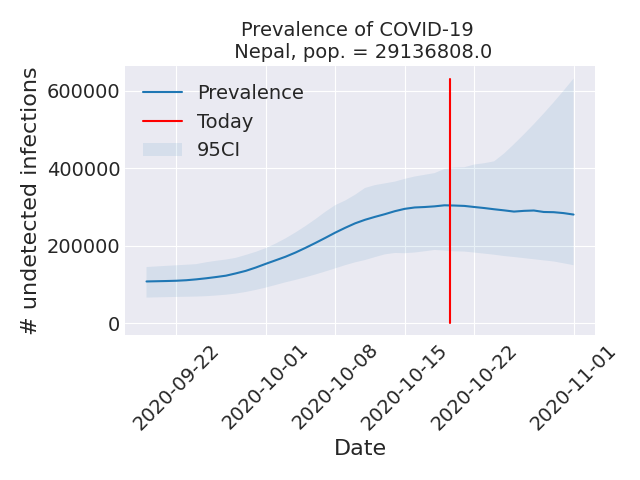 Prevalence of COVID-19
Nepal, pop. = 29136808.0
# undetected infections
600000
400000
200000
0
Prevalence
Today
95CI
2020-09-22
2020-10-01
2020-10-08
2020-10-15
2020-10-22
2020-11-01
Date